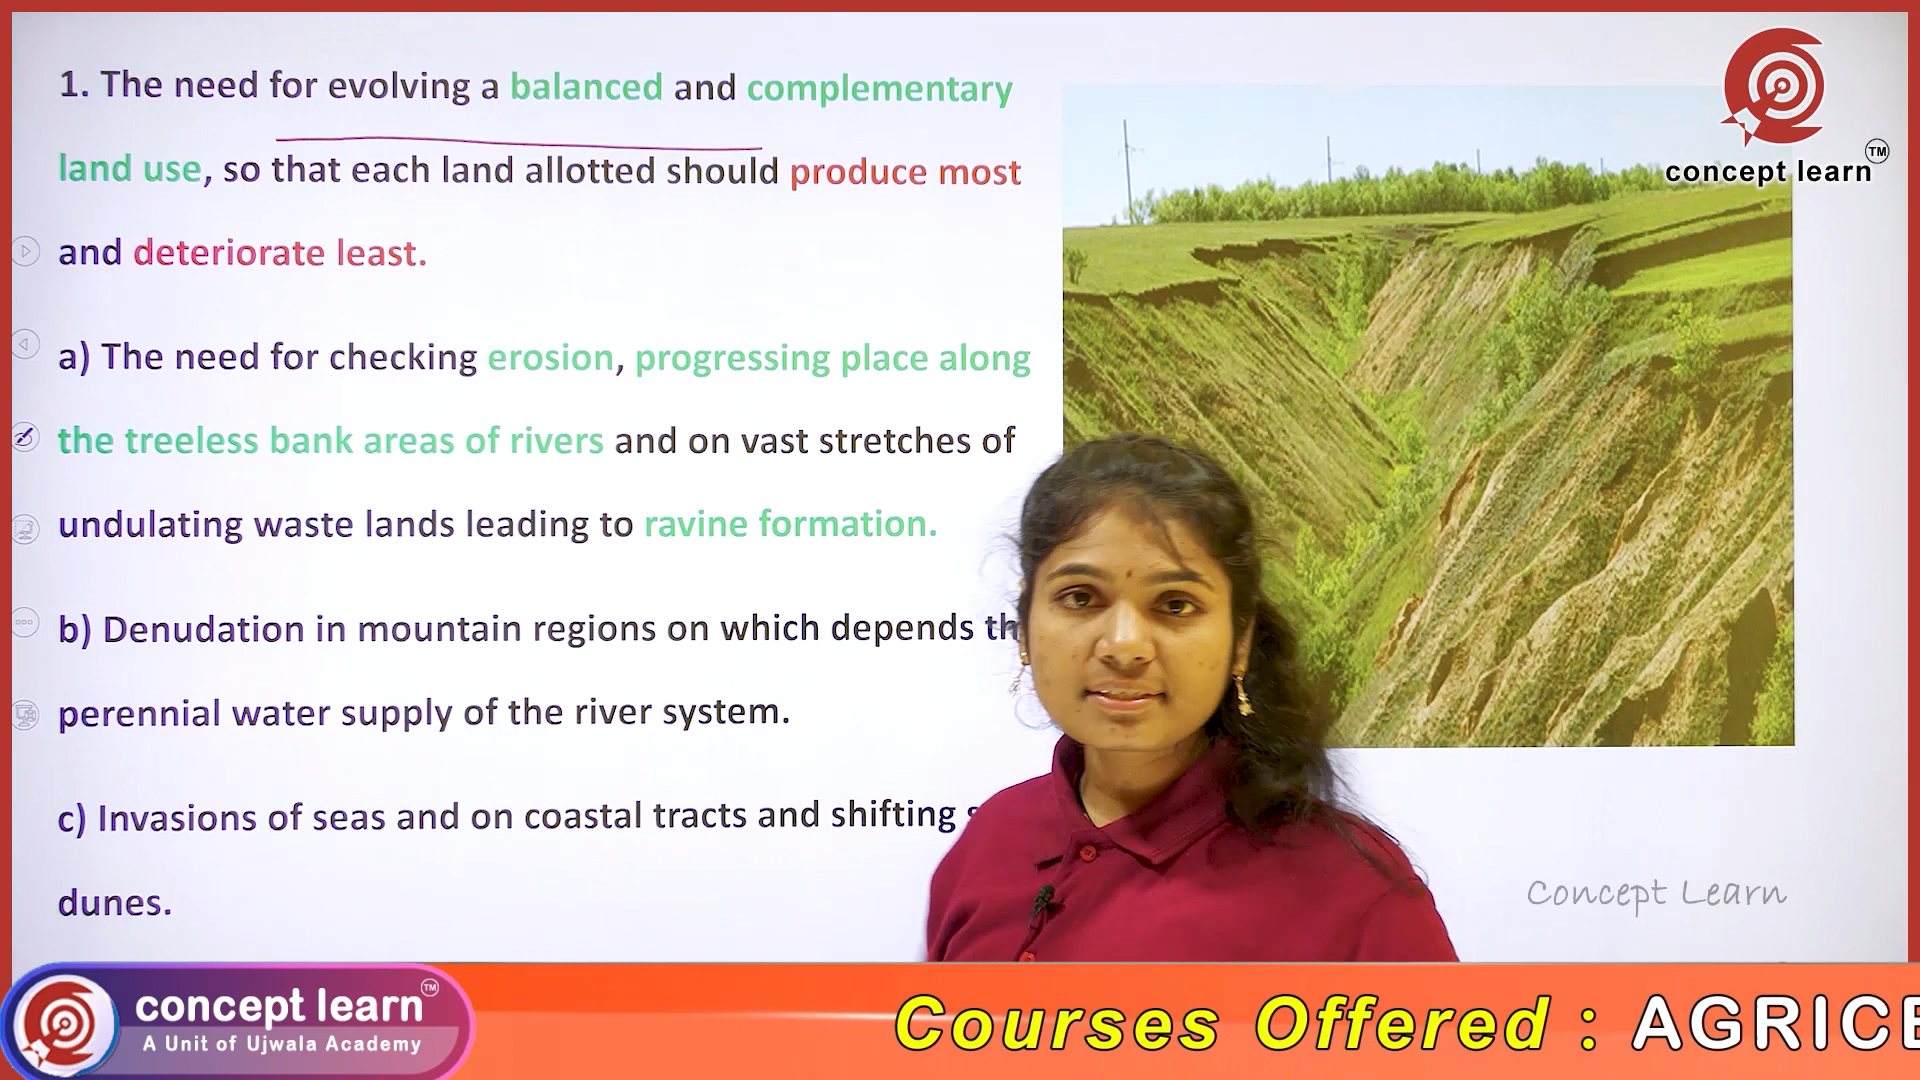 1. The need for evolving a balanced and complementary
land use, so that each land allotted should produce most
and deteriorate least.
a) The need for checking erosion, progressing place along
the treeless bank areas of rivers and on vast stretches of
undulating waste lands leading to ravine formation.
b) Denudation in mountain regions on which depends th
perennial water supply of the river system.
c) Invasions of seas and on coastal tracts and shifting
dunes.
concept learn TM
Concept Learn
concept learn TM
A Unit of Ujwala Academy
Courses Offered : AGRICE